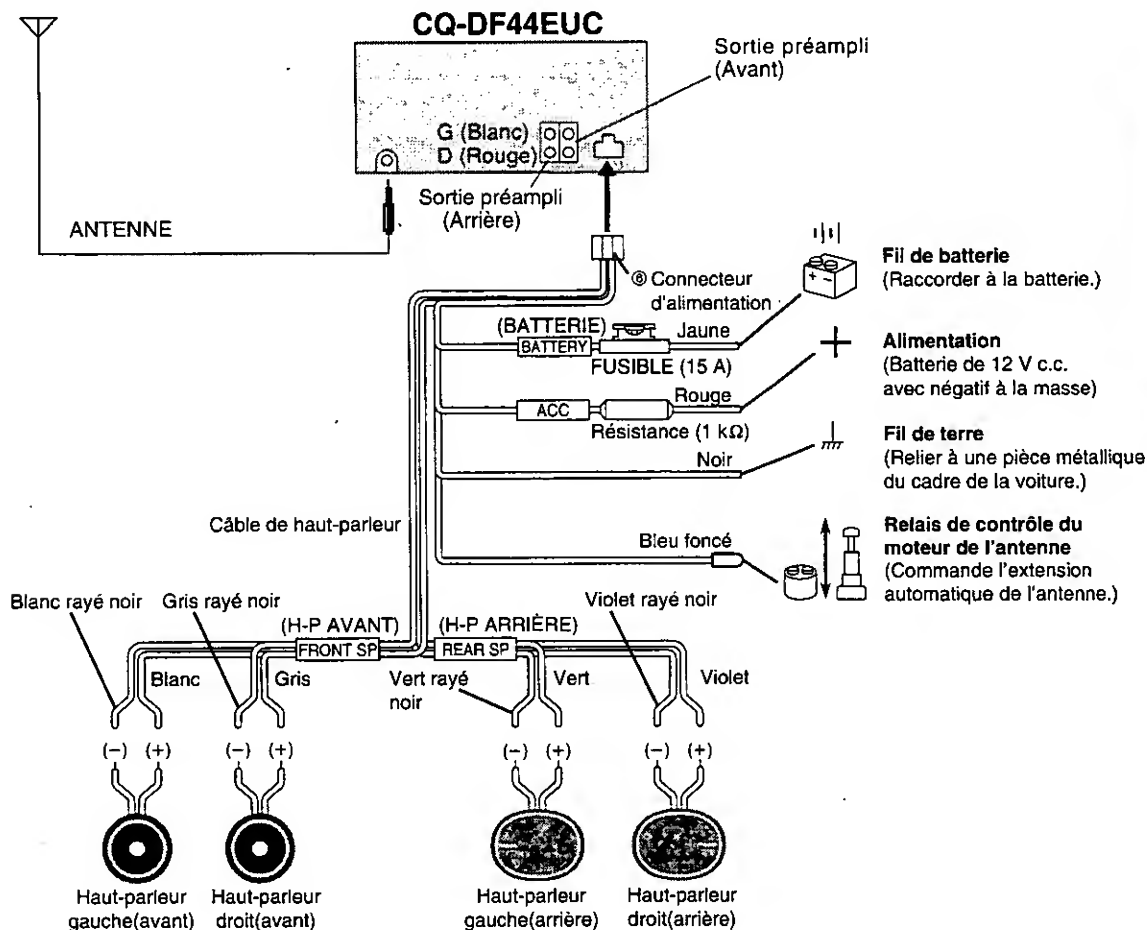 CQ-DF44EUC
Sortie préampli
(Avant)
G (Blanc)
D (Rouge)
Sortie préampli
(Arrière)
ANTENNE
⑥ Connecteur
d'alimentation
Fil de batterie
(Raccorder à la batterie.)
(BATTERIE)
Jaune
BATTERY
FUSIBLE (15 A)
Alimentation
(Batterie de 12 V c.c.
avec négatif à la masse)
Rouge
ACC
Résistance (1 kΩ)
Noir
Fil de terre
(Relier à une pièce métallique
du cadre de la voiture.)
Câble de haut-parleur
Bleu foncé
Relais de contrôle du
moteur de l'antenne
(Commande l'extension
automatique de l'antenne.)
Blanc rayé noir
Gris rayé noir
Violet rayé noir
(H-P AVANT)
(H-P ARRIÈRE)
FRONT SP
REAR SP
Blanc
Gris
Vert rayé
noir
Vert
Violet
(−) (+)
(−) (+)
(−) (+)
(−) (+)
Haut-parleur
gauche(avant)
Haut-parleur
droit(avant)
Haut-parleur
gauche(arrière)
Haut-parleur
droit(arrière)